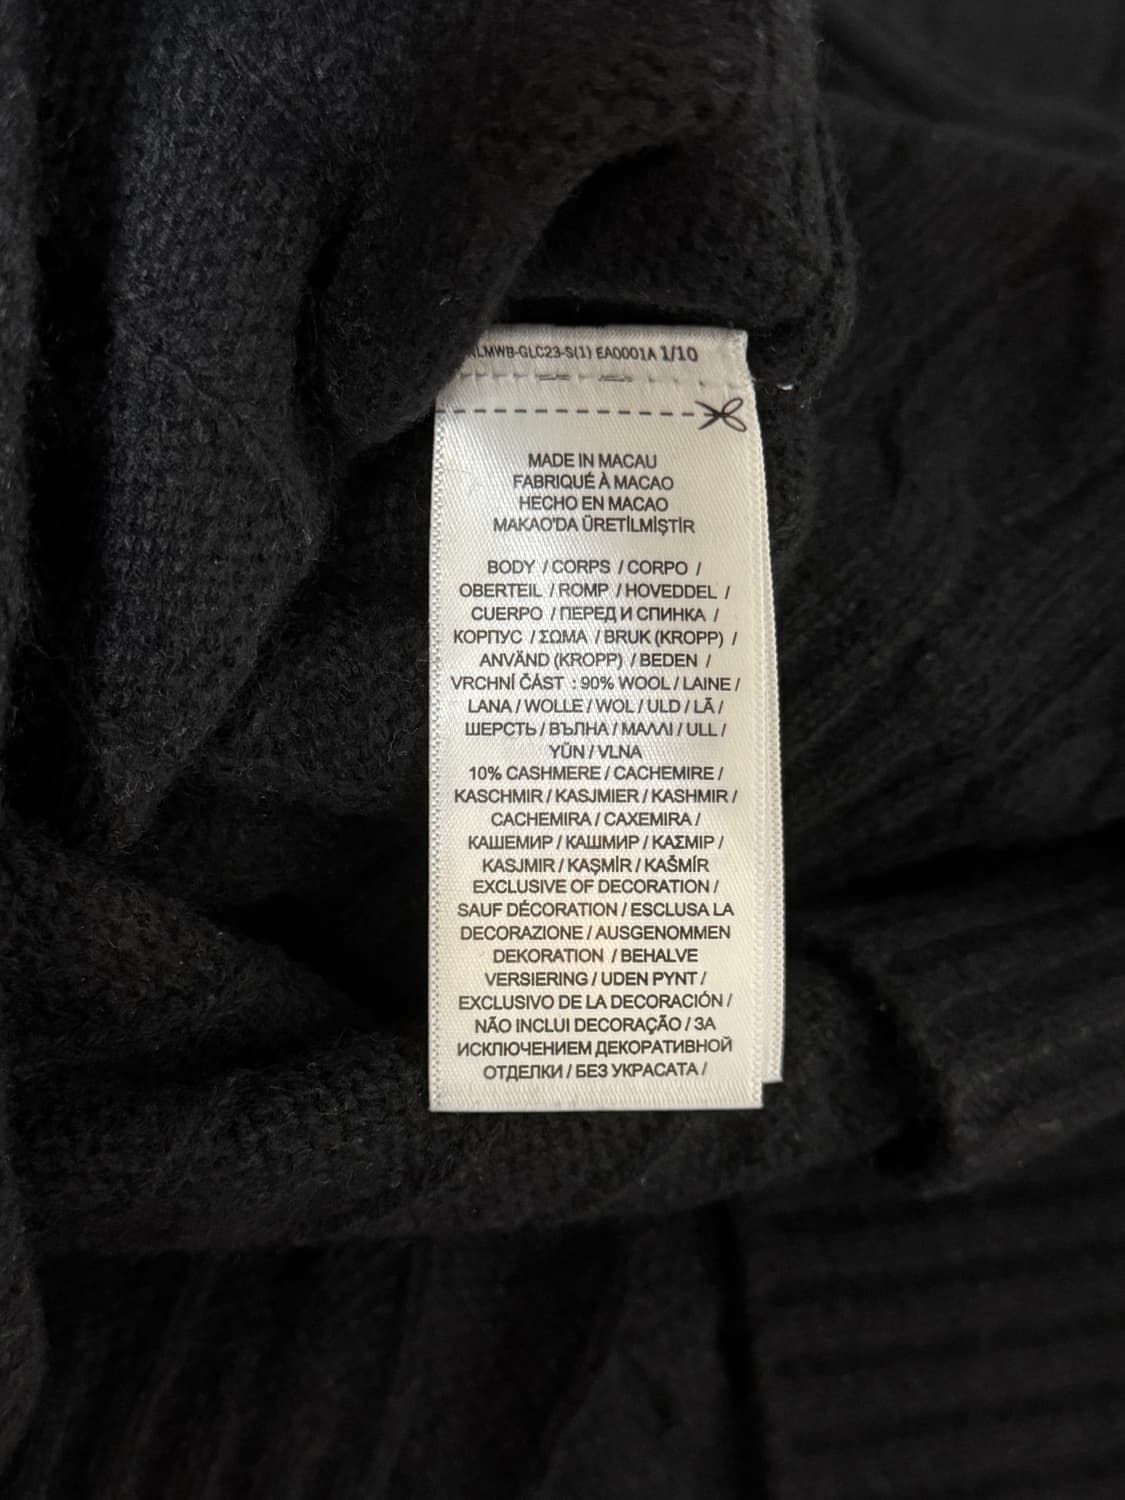 LMWB-GLC23-S(1) EA0001A 1/10
MADE IN MACAU
FABRIQUÉ À MACAO
HECHO EN MACAO
MAKAO'DA ÜRETİLMİŞTİR
BODY / CORPS / CORPO /
OBERTEIL / ROMP / HOVEDDEL /
CUERPO / ПЕРЕД И СПИНКА /
КОРПУС / ΣΩΜΑ / BRUK (KROPP) /
ANVÄND (KROPP) / BEDEN /
VRCHNÍ ČÁST : 90% WOOL / LAINE /
LANA / WOLLE / WOL / ULD / LÃ /
ШЕРСТЬ / ВЪЛНА / ΜΑΛΛΙ / ULL /
YÜN / VLNA
10% CASHMERE / CACHEMIRE /
KASCHMIR / KASJMIER / KASHMIR /
CACHEMIRA / CAXEMIRA /
КАШЕМИР / КАШМИР / ΚΑΣΜΙΡ /
KASJMIR / KAŞMİR / KAŠMÍR
EXCLUSIVE OF DECORATION /
SAUF DÉCORATION / ESCLUSA LA
DECORAZIONE / AUSGENOMMEN
DEKORATION / BEHALVE
VERSIERING / UDEN PYNT /
EXCLUSIVO DE LA DECORACIÓN /
NÃO INCLUI DECORAÇÃO / ЗА
ИСКЛЮЧЕНИЕМ ДЕКОРАТИВНОЙ
ОТДЕЛКИ / БЕЗ УКРАСАТА /